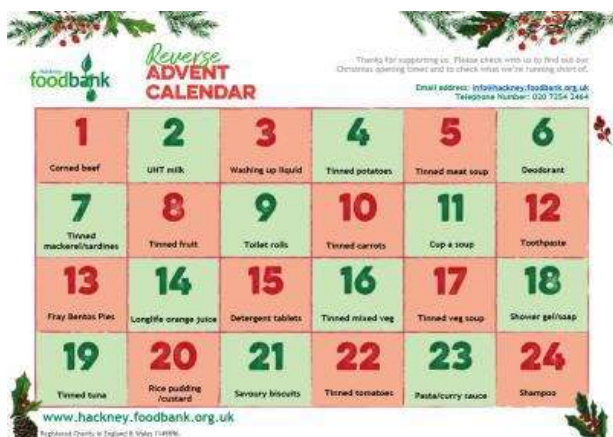 Hackney
foodbank
Reverse
ADVENT
CALENDAR
Thanks for supporting us. Please check with us to find out our
Christmas opening times and to check what we're running short of.
Email address: info@hackney.foodbank.org.uk
Telephone Number: 020 7254 2464
1
Corned beef
2
UHT milk
3
Washing up liquid
4
Tinned potatoes
5
Tinned meat soup
6
Deodorant
7
Tinned
mackerel/sardines
8
Tinned fruit
9
Toilet rolls
10
Tinned carrots
11
Cup a soup
12
Toothpaste
13
Fray Bentos Pies
14
Longlife orange juice
15
Detergent tablets
16
Tinned mixed veg
17
Tinned veg soup
18
Shower gel/soap
19
Tinned tuna
20
Rice pudding
/custard
21
Savoury biscuits
22
Tinned tomatoes
23
Pasta/curry sauce
24
Shampoo
www.hackney.foodbank.org.uk
Registered Charity in England & Wales